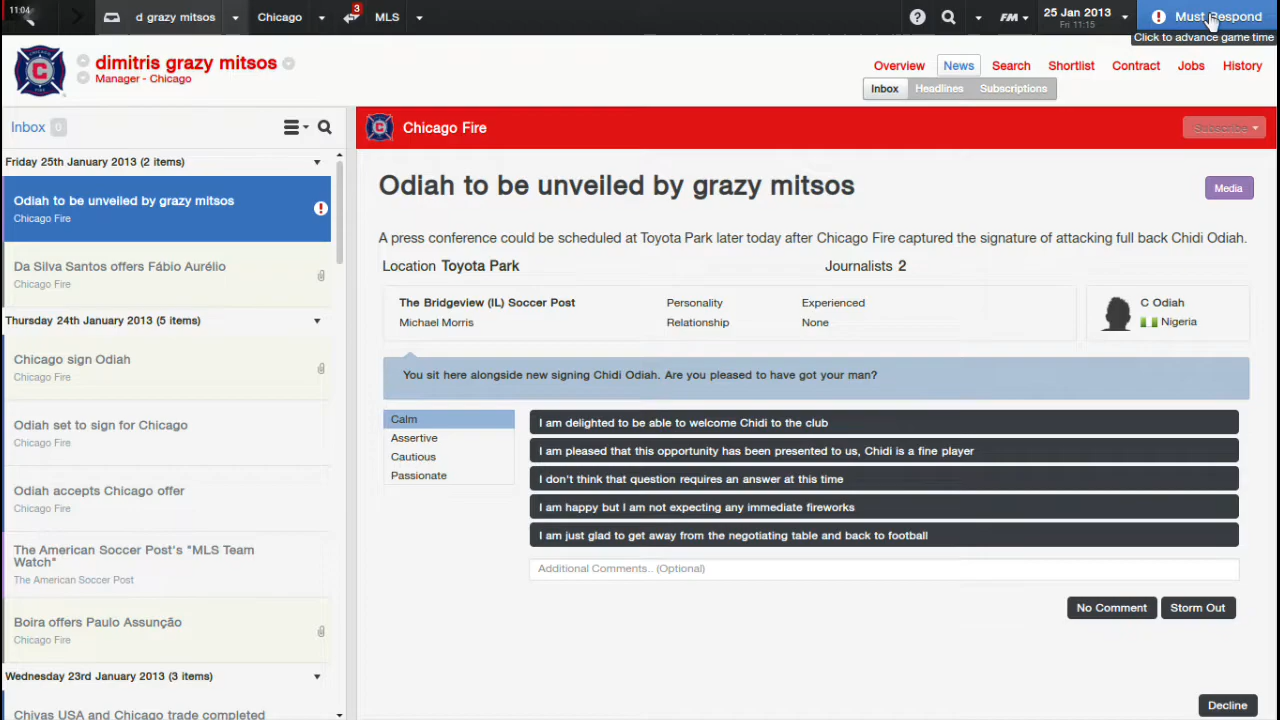 11:04
d grazy mitsos
Chicago
3
MLS
FM
25 Jan 2013
Fri 11:15
Must Respond
Click to advance game time
dimitris grazy mitsos
Manager - Chicago
Overview
News
Search
Shortlist
Contract
Jobs
History
Inbox
Headlines
Subscriptions
Inbox 0
Chicago Fire
Subscribe
Friday 25th January 2013 (2 items)
Odiah to be unveiled by grazy mitsos
Chicago Fire
Da Silva Santos offers Fábio Aurélio
Chicago Fire
Thursday 24th January 2013 (5 items)
Chicago sign Odiah
Chicago Fire
Odiah set to sign for Chicago
Chicago Fire
Odiah accepts Chicago offer
Chicago Fire
The American Soccer Post's "MLS Team
Watch"
The American Soccer Post
Boira offers Paulo Assunção
Chicago Fire
Wednesday 23rd January 2013 (3 items)
Chivas USA and Chicago trade completed
Odiah to be unveiled by grazy mitsos
Media
A press conference could be scheduled at Toyota Park later today after Chicago Fire captured the signature of attacking full back Chidi Odiah.
Location Toyota Park
Journalists 2
The Bridgeview (IL) Soccer Post
Personality
Experienced
Michael Morris
Relationship
None
C Odiah
Nigeria
You sit here alongside new signing Chidi Odiah. Are you pleased to have got your man?
Calm
Assertive
Cautious
Passionate
I am delighted to be able to welcome Chidi to the club
I am pleased that this opportunity has been presented to us, Chidi is a fine player
I don't think that question requires an answer at this time
I am happy but I am not expecting any immediate fireworks
I am just glad to get away from the negotiating table and back to football
Additional Comments.. (Optional)
No Comment
Storm Out
Decline